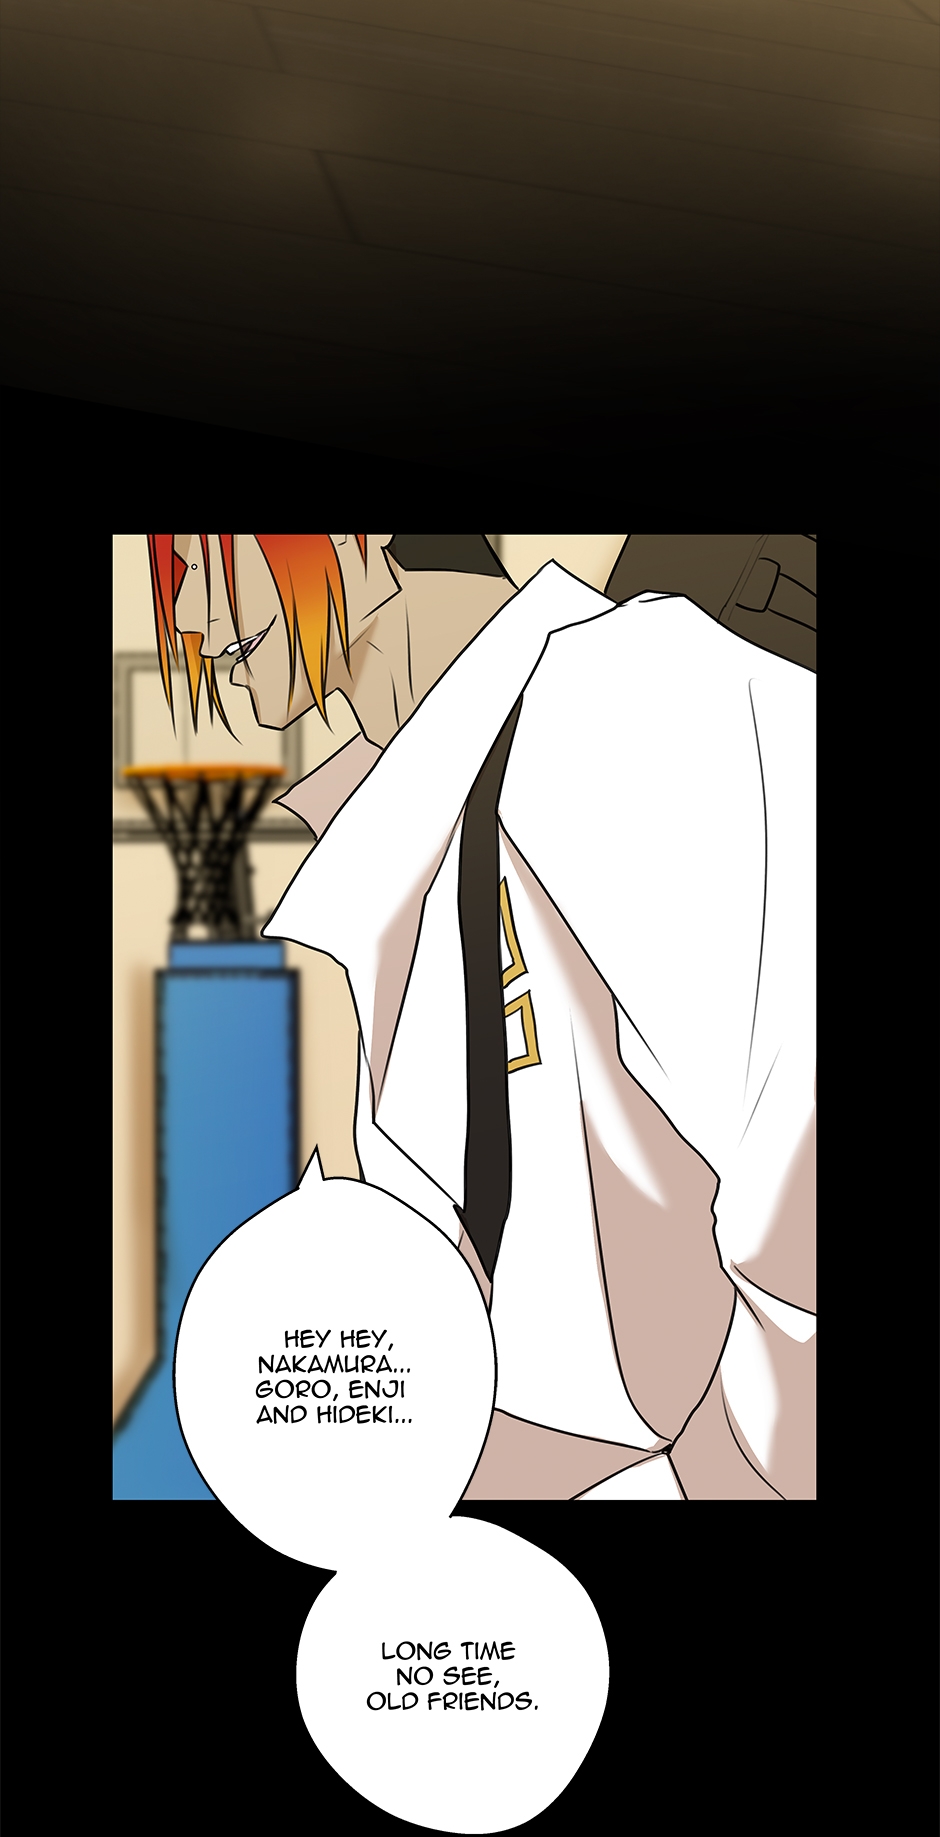 HEY HEY,
NAKAMURA...
GORO, ENJI
AND HIDEKI...
LONG TIME
NO SEE,
OLD FRIENDS.